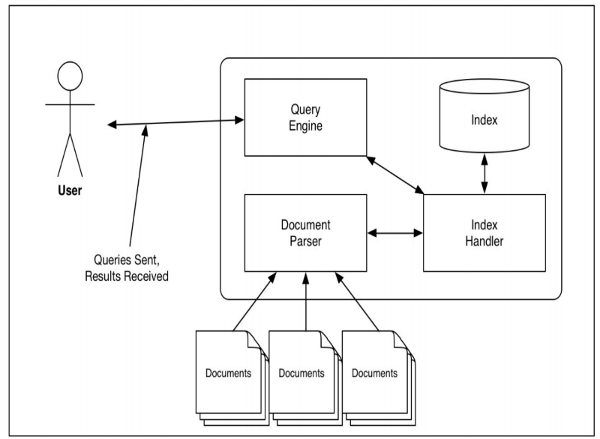 Query
Engine
Index
User
Document
Parser
Index
Handler
Queries Sent,
Results Received
Documents
Documents
Documents